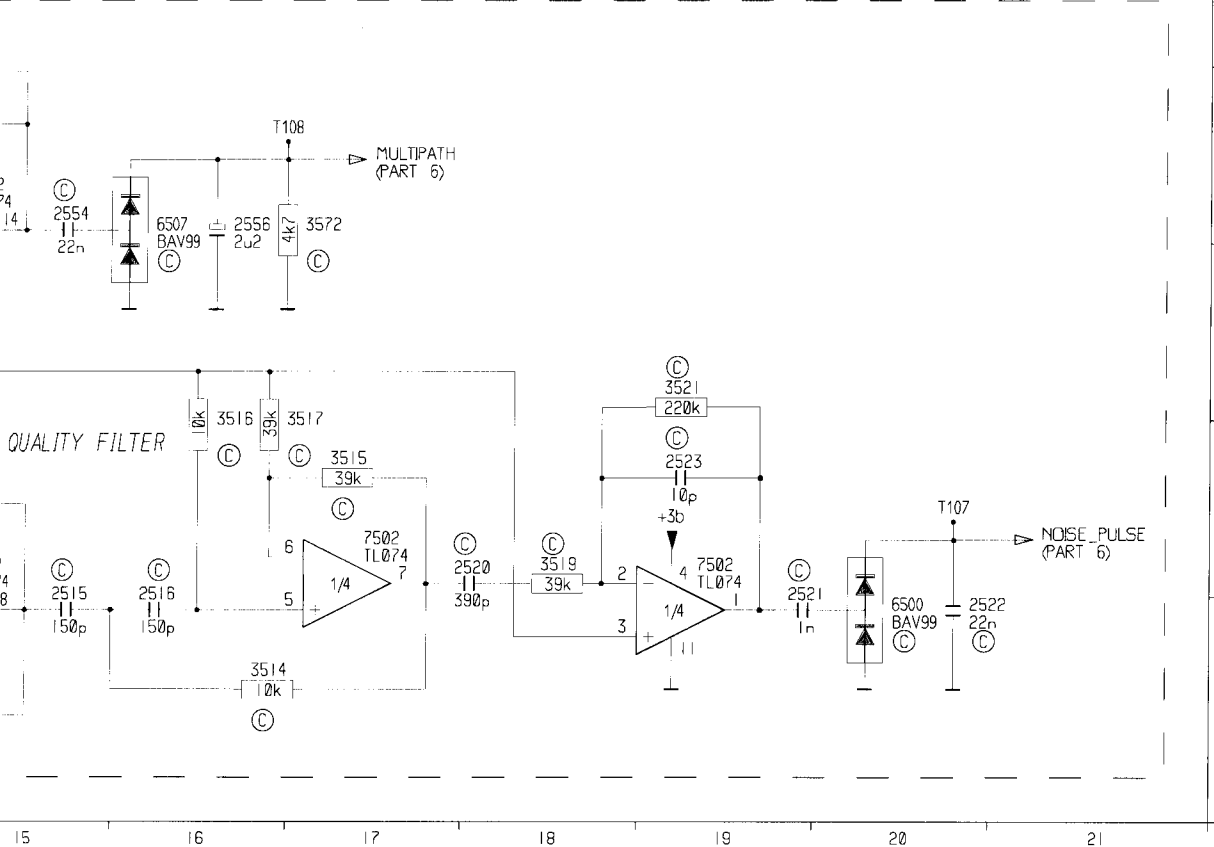 T108
MULTIPATH
(PART 6)
C
2554
22n
14
6507
BAV99
C
2556
2u2
4k7
3572
C
QUALITY FILTER
10k
3516
C
39k
3517
C
3515
39k
C
C
3521
220k
C
2523
10p
+3b
T107
NOISE_PULSE
(PART 6)
6
5
+
1/4
7502
TL074
7
C
2520
390p
C
3519
39k
2
−
3
+
4
1/4
7502
TL074
1
11
C
2521
1n
6500
BAV99
C
2522
22n
C
8
C
2515
150p
C
2516
150p
3514
10k
C
15
16
17
18
19
20
21